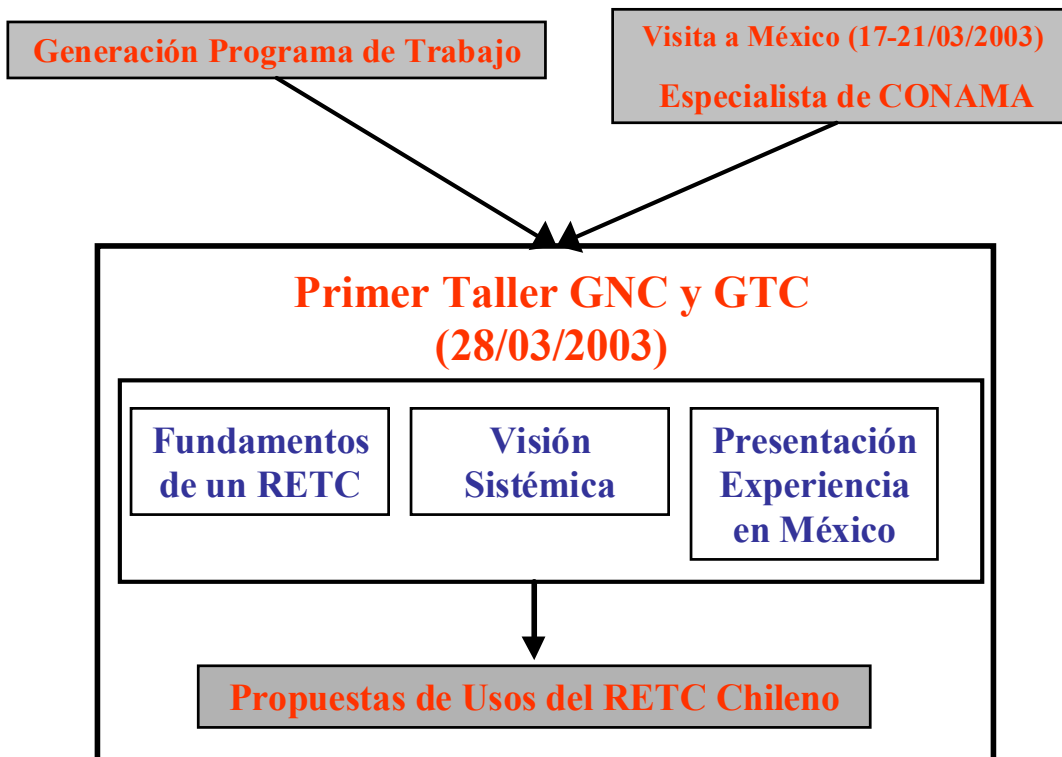 Generación Programa de Trabajo
Visita a México (17-21/03/2003)
Especialista de CONAMA
Primer Taller GNC y GTC
(28/03/2003)
Fundamentos
de un RETC
Visión
Sistémica
Presentación
Experiencia
en México
Propuestas de Usos del RETC Chileno